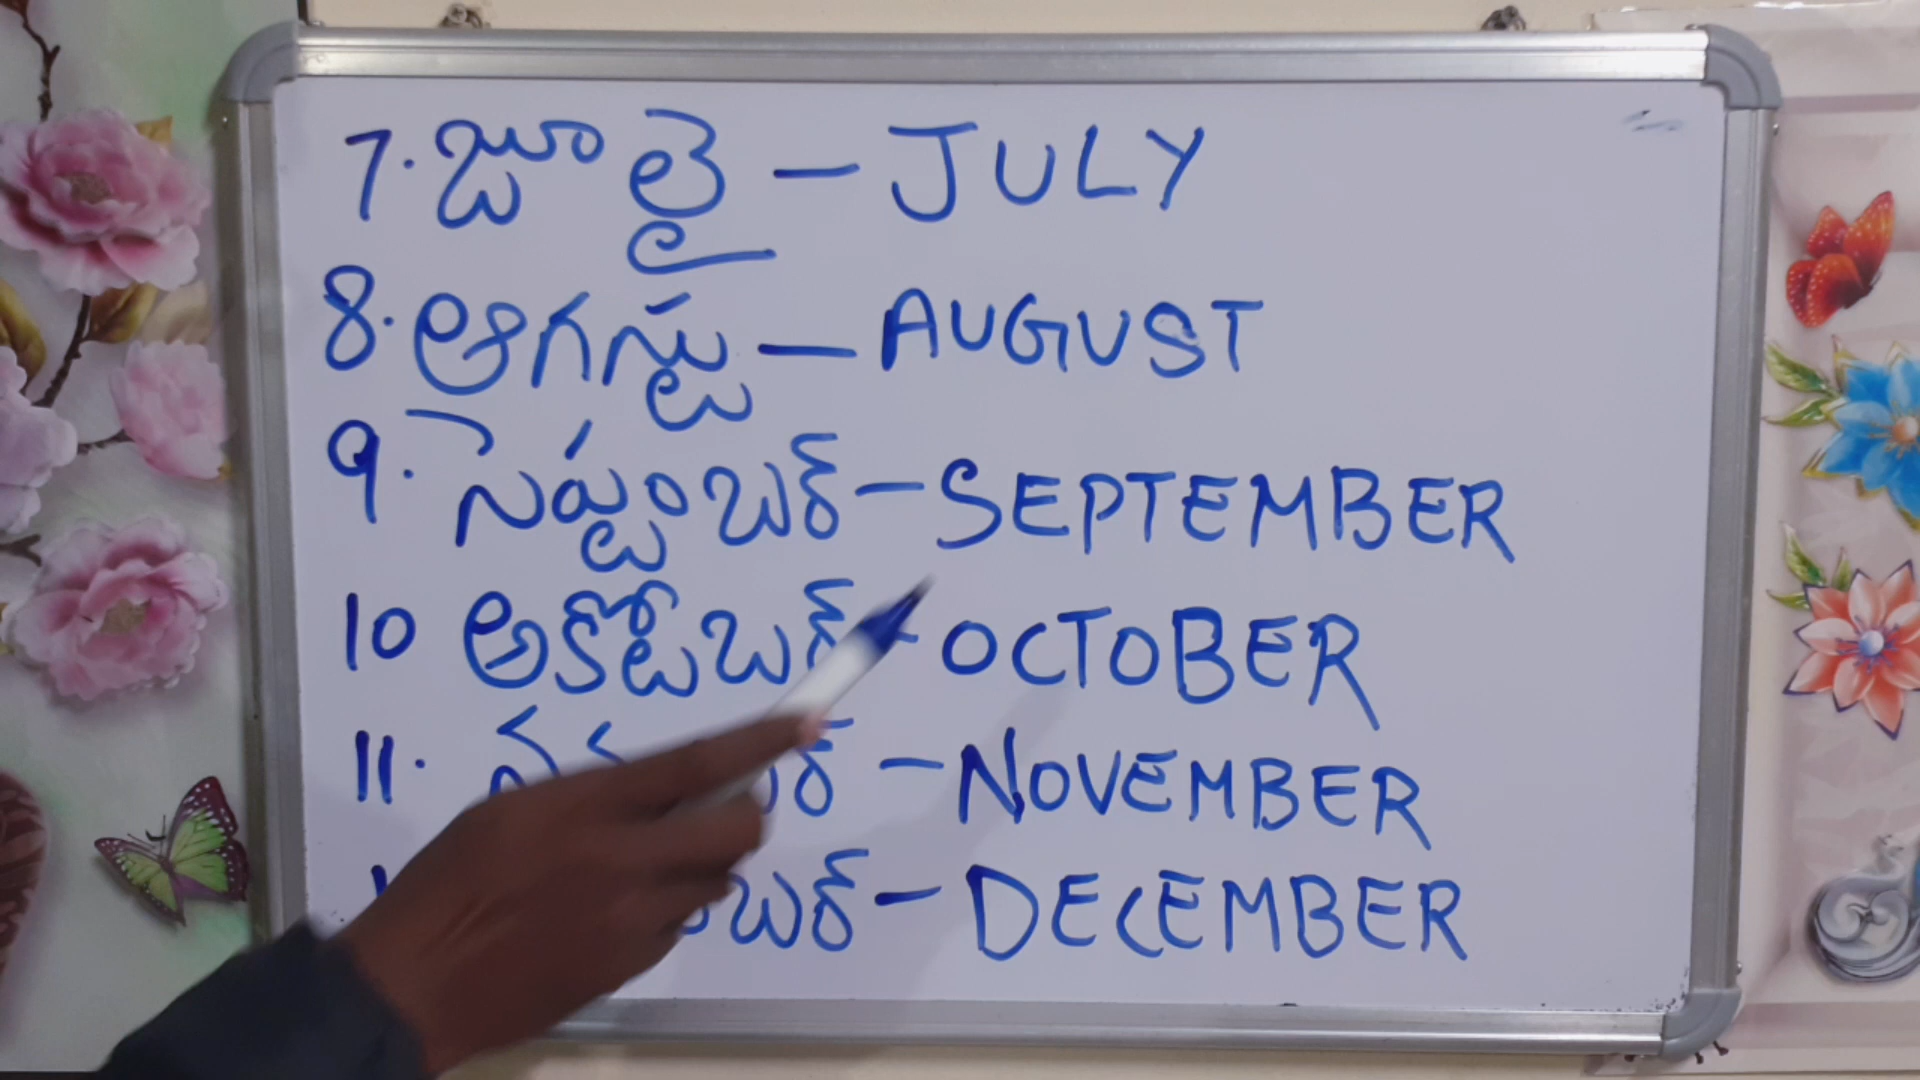 7. జూలై - JULY
8. ఆగస్టు - AUGUST
9. సెప్టెంబర్ - SEPTEMBER
10 అక్టోబర్ - OCTOBER
11. - NOVEMBER
- DECEMBER